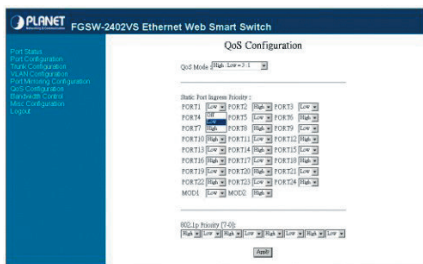 PLANET FGSW-2402VS Ethernet Web Smart Switch
Port Status
Port Configuration
Trunk Configuration
VLAN Configuration
Port Mirroring Configuration
QoS Configuration
Bandwidth Control
Misc Configuration
Logout
QoS Configuration
QoS Mode : High Low = 3-1
Static Port Ingress Priority :
PORT1 Low PORT2 High PORT3 Low
PORT4 Off PORT5 Low PORT6 High
Low
PORT7 High PORT8 High PORT9 Low
PORT10 High PORT11 Low PORT12 High
PORT13 Low PORT14 High PORT15 Low
PORT16 High PORT17 Low PORT18 High
PORT19 Low PORT20 High PORT21 Low
PORT22 High PORT23 Low PORT24 High
MOD1 Low MOD2 High
802.1p Priority [7-0]:
High Low High Low High Low High Low
Apply